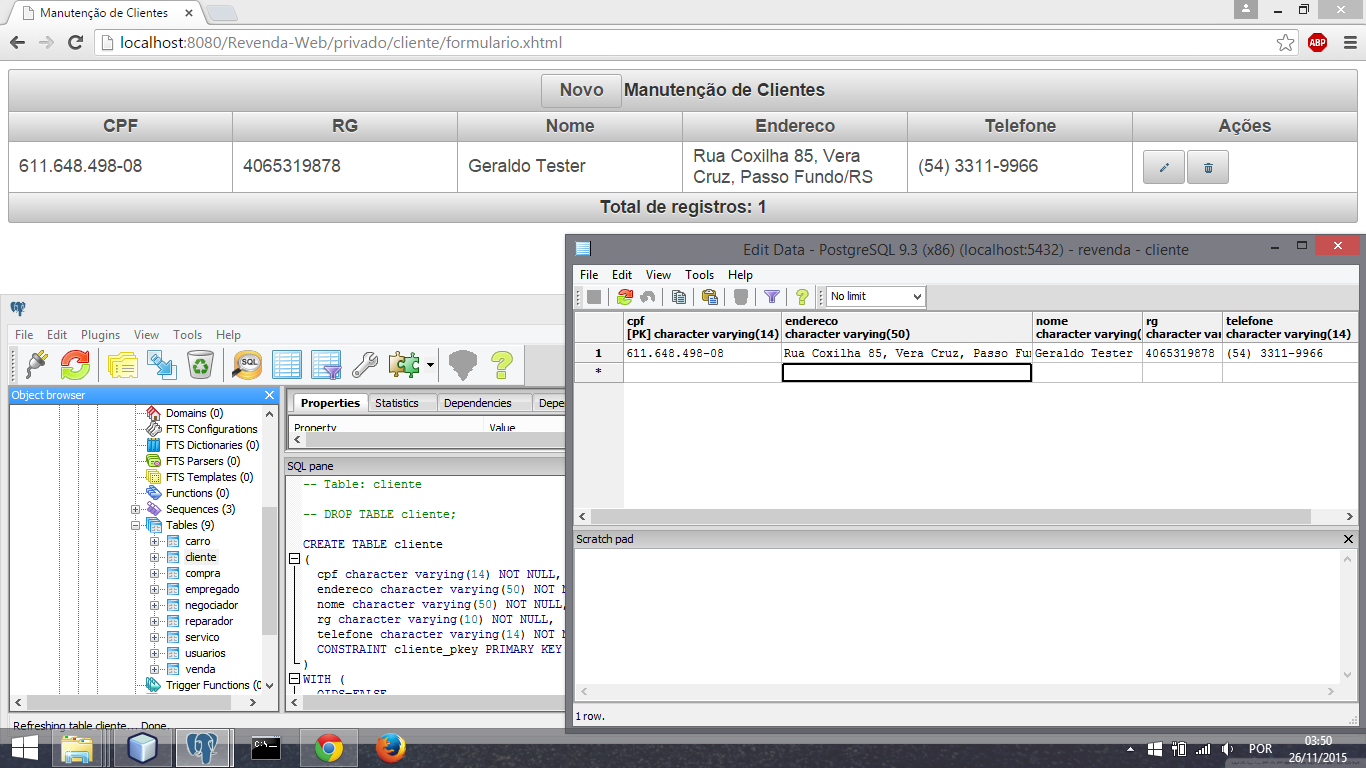 Manutenção de Clientes
localhost:8080/Revenda-Web/privado/cliente/formulario.xhtml
ABP
Novo Manutenção de Clientes
CPF RG Nome Endereco Telefone Ações
611.648.498-08 4065319878 Geraldo Tester Rua Coxilha 85, Vera (54) 3311-9966
Cruz, Passo Fundo/RS
Total de registros: 1
Edit Data - PostgreSQL 9.3 (x86) (localhost:5432) - revenda - cliente
File Edit View Tools Help
No limit
cpf endereco nome rg telefone
[PK] character varying(14) character varying(50) character varying( character va character varying(14)
1 611.648.498-08 Rua Coxilha 85, Vera Cruz, Passo Fu Geraldo Tester 4065319878 (54) 3311-9966
*
Scratch pad
1 row.
File Edit Plugins View Tools Help
SQL
Object browser
Domains (0)
FTS Configurations
FTS Dictionaries (0)
FTS Parsers (0)
FTS Templates (0)
Functions (0)
Sequences (3)
Tables (9)
carro
cliente
compra
empregado
negociador
reparador
servico
usuarios
venda
Trigger Functions (0
Properties Statistics Dependencies Depe
Property Value
SQL pane
-- Table: cliente
-- DROP TABLE cliente;
CREATE TABLE cliente
(
cpf character varying(14) NOT NULL,
endereco character varying(50) NOT N
nome character varying(50) NOT NULL,
rg character varying(10) NOT NULL,
telefone character varying(14) NOT N
CONSTRAINT cliente_pkey PRIMARY KEY
)
WITH (
OIDS=FALSE
Refreshing table cliente... Done.
C:\
POR
03:50
26/11/2015